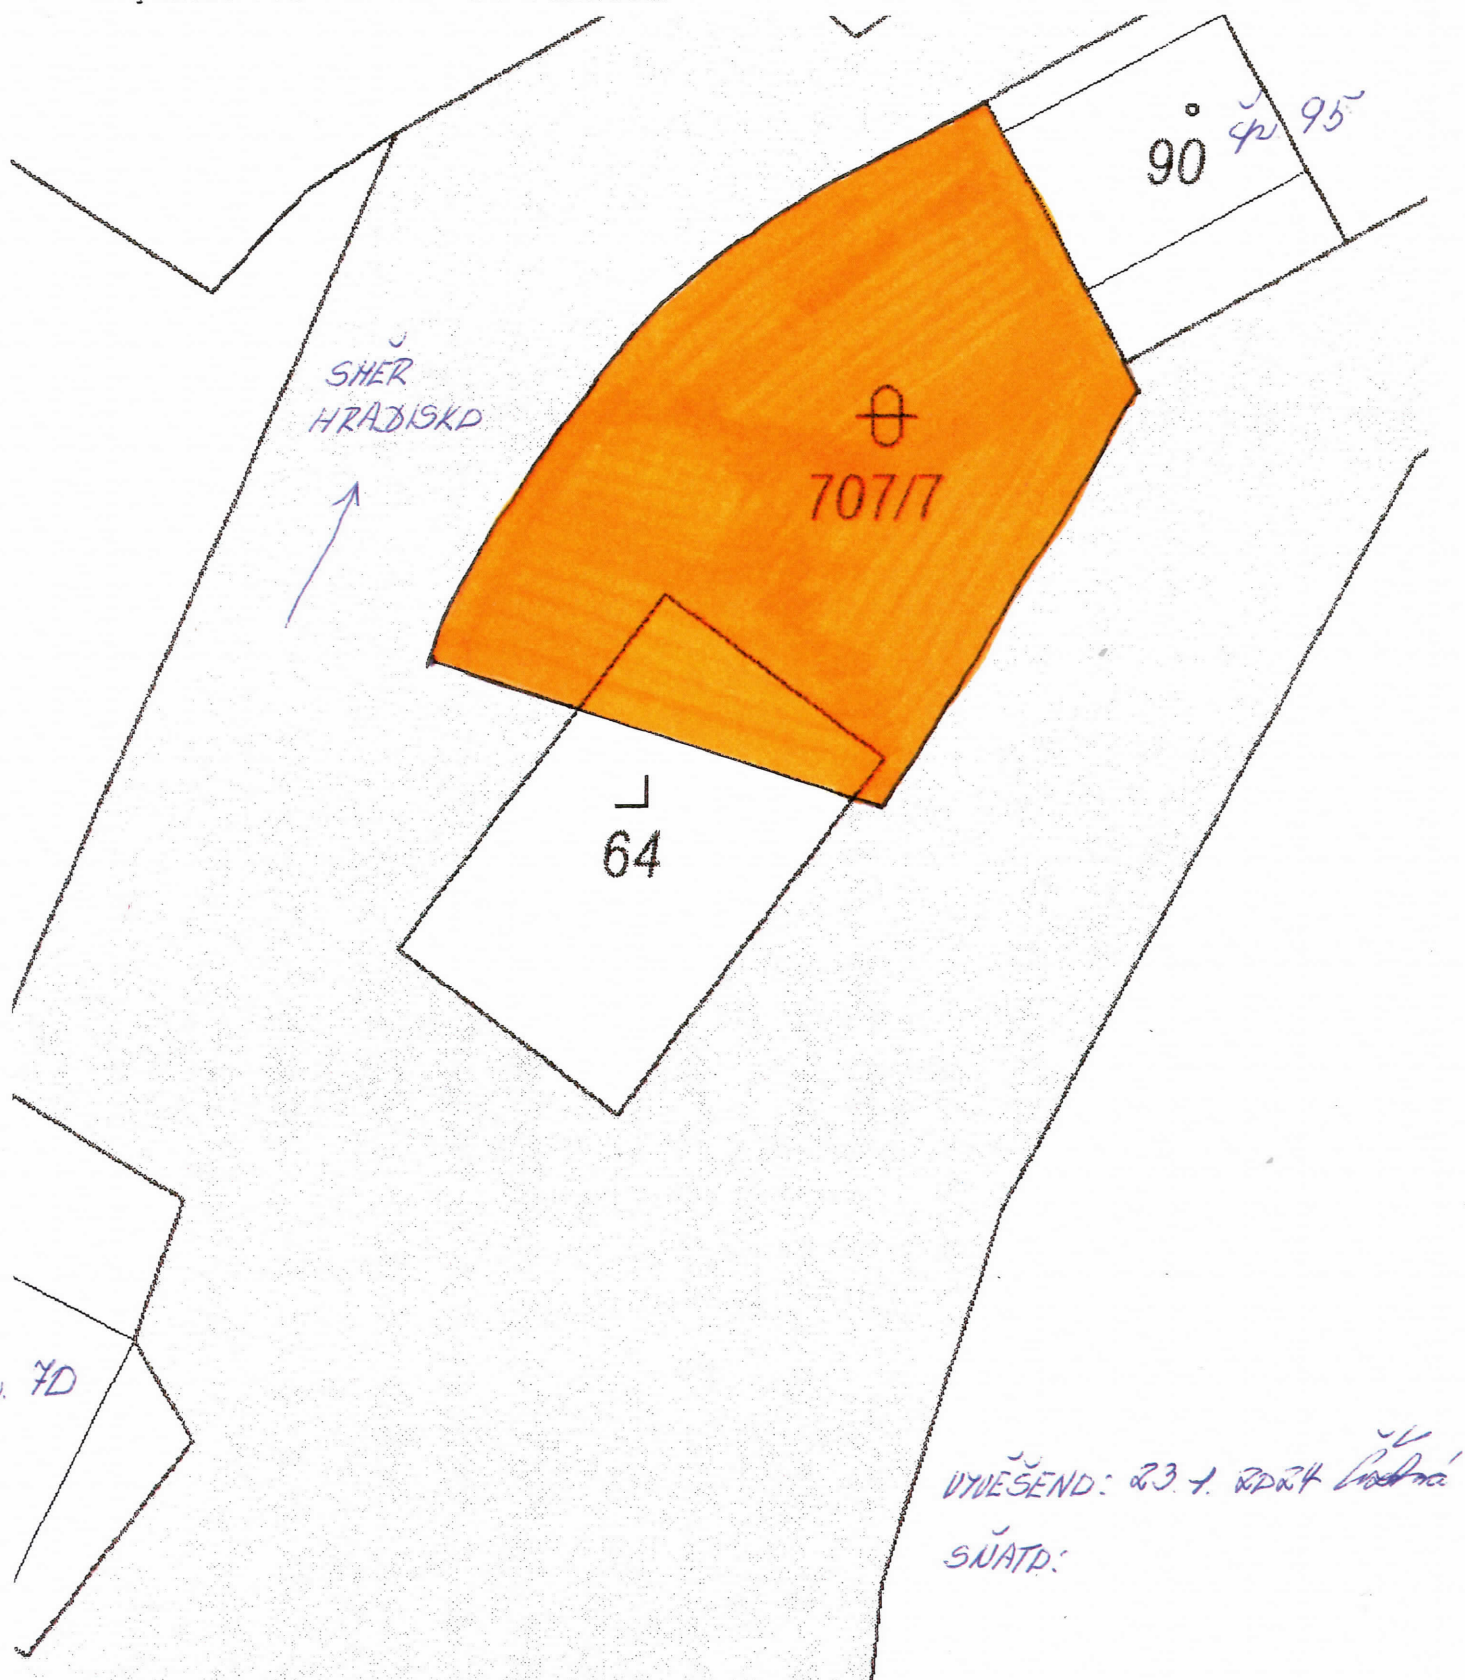 90 čp. 95
SMĚR
HRADISKO
707/7
64
70
VYVĚŠENO: 23.1.2024
SŇATO: